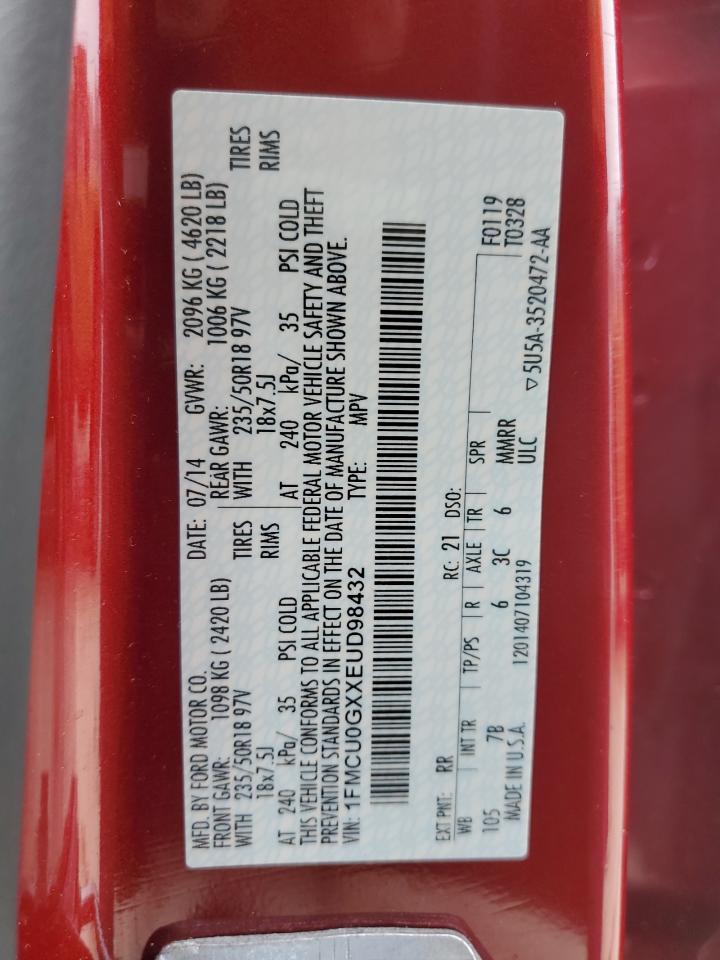 MFD. BY FORD MOTOR CO. DATE: 07/14 GVWR: 2096 KG ( 4620 LB)
FRONT GAWR: 1098 KG ( 2420 LB) REAR GAWR: 1006 KG ( 2218 LB)
WITH 235/50R18 97V TIRES WITH 235/50R18 97V TIRES
18x7.5J RIMS 18x7.5J RIMS
AT 240 kPa/ 35 PSI COLD AT 240 kPa/ 35 PSI COLD
THIS VEHICLE CONFORMS TO ALL APPLICABLE FEDERAL MOTOR VEHICLE SAFETY AND THEFT
PREVENTION STANDARDS IN EFFECT ON THE DATE OF MANUFACTURE SHOWN ABOVE.
VIN: 1FMCU0GXXEUD98432 TYPE: MPV
EXT PNT: RR RC: 21 DSO: F0119
WB INT TR TP/PS R AXLE TR SPR T0328
105 7B 6 3C 6 MMRR
MADE IN U.S.A. 1201407104319 ULC ▽5U5A-3520472-AA